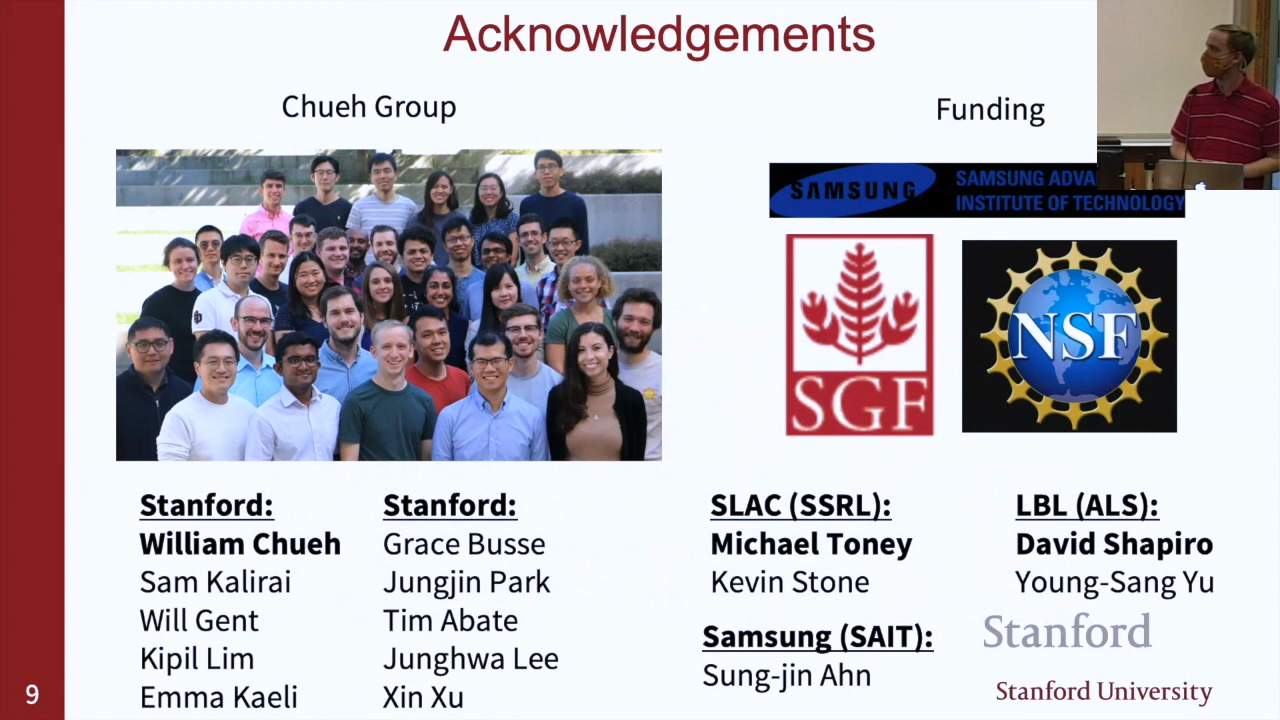 Acknowledgements
Chueh Group
Funding
SAMSUNG
SAMSUNG ADVA
INSTITUTE OF TECHNOLOGY
SGF
NSF
Stanford:
William Chueh
Sam Kalirai
Will Gent
Kipil Lim
Emma Kaeli
Stanford:
Grace Busse
Jungjin Park
Tim Abate
Junghwa Lee
Xin Xu
SLAC (SSRL):
Michael Toney
Kevin Stone
Samsung (SAIT):
Sung-jin Ahn
LBL (ALS):
David Shapiro
Young-Sang Yu
Stanford
Stanford University
9